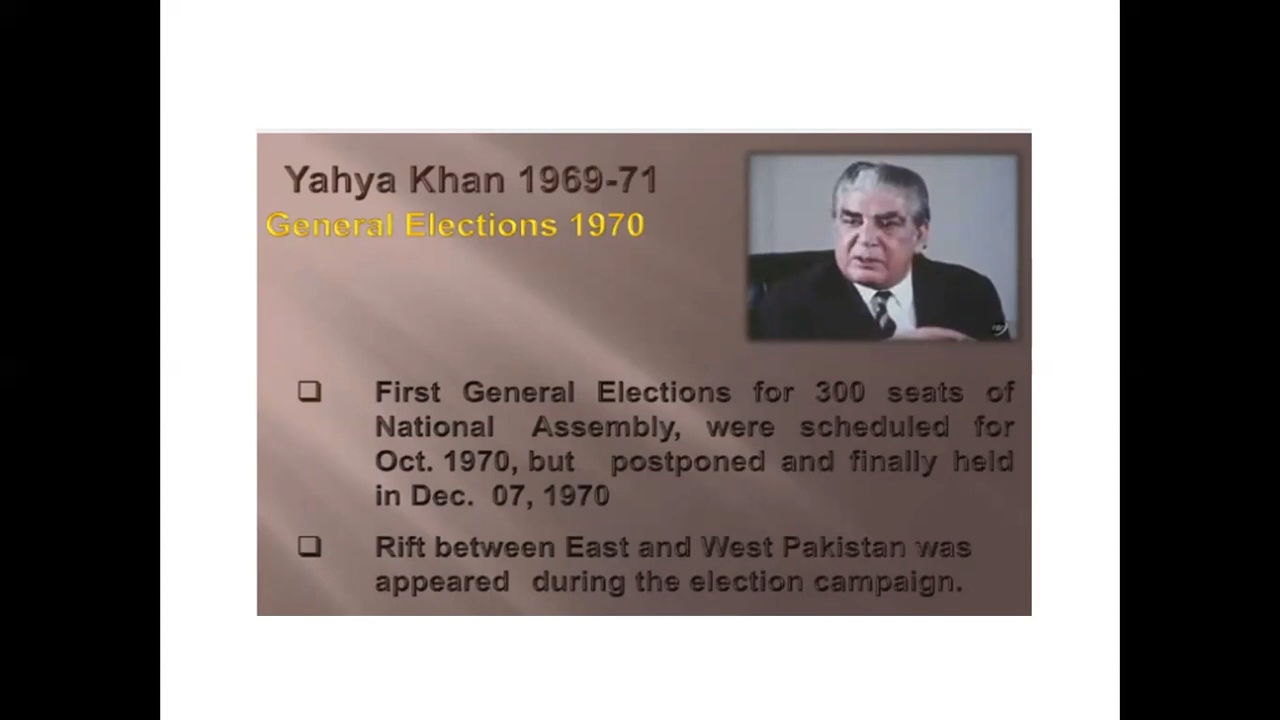 Yahya Khan 1969-71
General Elections 1970
❑ First General Elections for 300 seats of
National Assembly, were scheduled for
Oct. 1970, but postponed and finally held
in Dec. 07, 1970
❑ Rift between East and West Pakistan was
appeared during the election campaign.